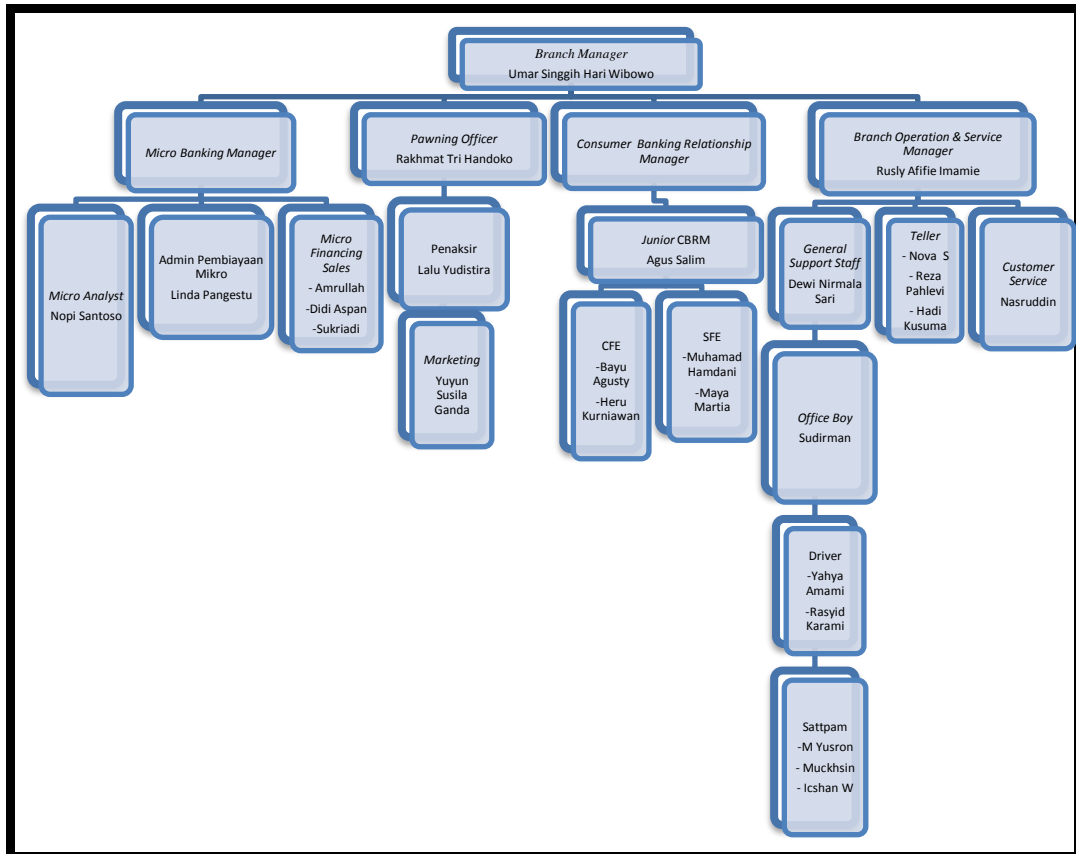 Branch Manager
Umar Singgih Hari Wibowo
Micro Banking Manager
Pawning Officer
Rakhmat Tri Handoko
Consumer Banking Relationship
Manager
Branch Operation & Service
Manager
Rusly Afifie Imamie
Micro Analyst
Nopi Santoso
Admin Pembiayaan
Mikro
Linda Pangestu
Micro
Financing
Sales
- Amrullah
-Didi Aspan
-Sukriadi
Penaksir
Lalu Yudistira
Marketing
Yuyun
Susila
Ganda
Junior CBRM
Agus Salim
CFE
-Bayu
Agusty
-Heru
Kurniawan
SFE
-Muhamad
Hamdani
-Maya
Martia
General
Support Staff
Dewi Nirmala
Sari
Teller
- Nova S
- Reza
Pahlevi
- Hadi
Kusuma
Customer
Service
Nasruddin
Office Boy
Sudirman
Driver
-Yahya
Amami
-Rasyid
Karami
Sattpam
-M Yusron
- Muckhsin
- Icshan W